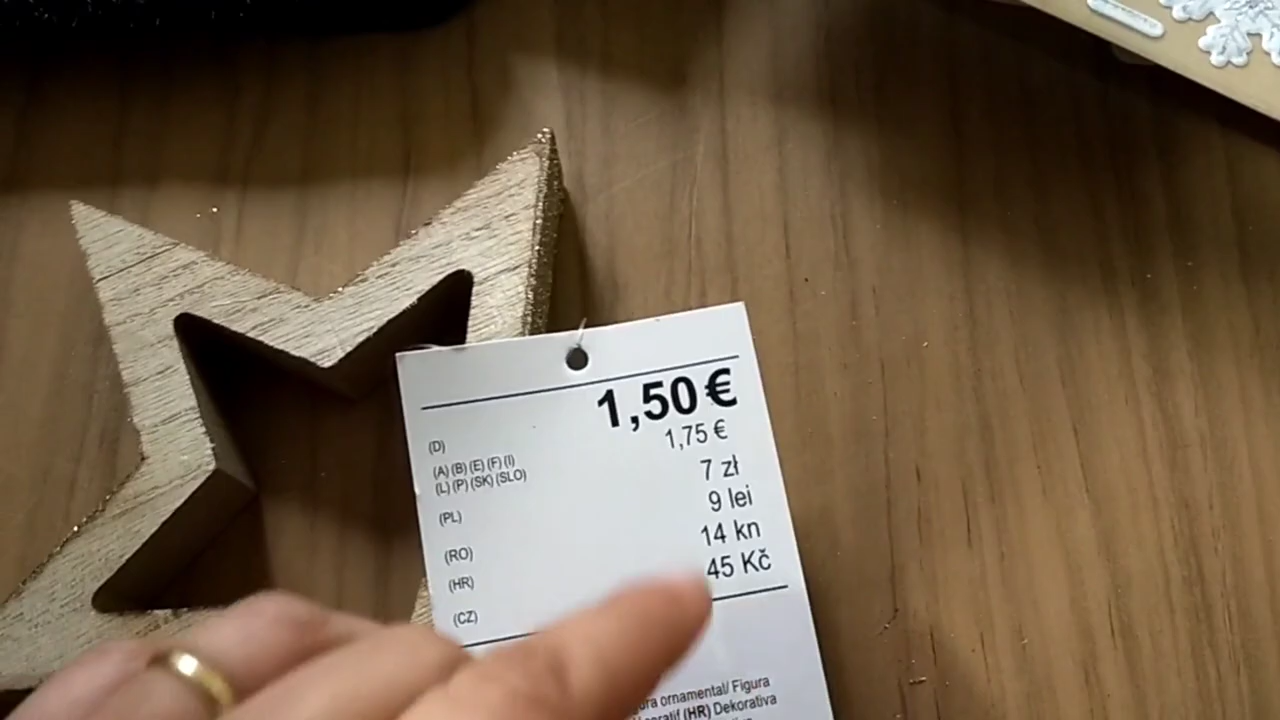 1,50 €
(D)
1,75 €
(A) (B) (E) (F) (I)
(L) (P) (SK) (SLO)
7 zł
(PL)
9 lei
(RO)
14 kn
(HR)
45 Kč
(CZ)
ornamental/ Figura
(HR) Dekorativa